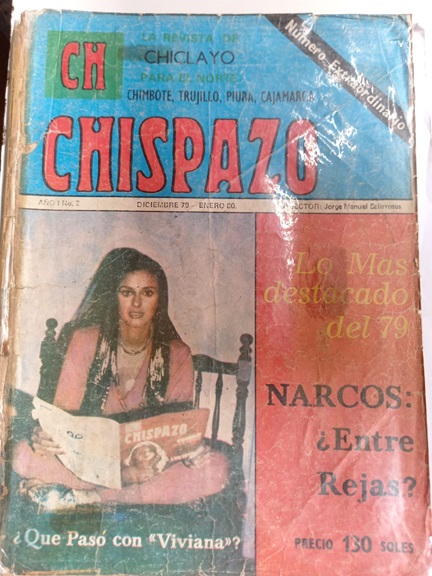 CH
LA REVISTA DE
CHICLAYO
PARA EL NORTE
CHIMBOTE, TRUJILLO, PIURA, CAJAMARCA
Número Extraordinario
CHISPAZO
AÑO 1 No. 2
DICIEMBRE 79 - ENERO 80.
DIRECTOR: Jorge Manuel
Lo Mas
destacado
del 79
NARCOS:
¿Entre
Rejas?
CHISPAZO
¿Que Pasó con "Viviana"?
PRECIO 130 SOLES